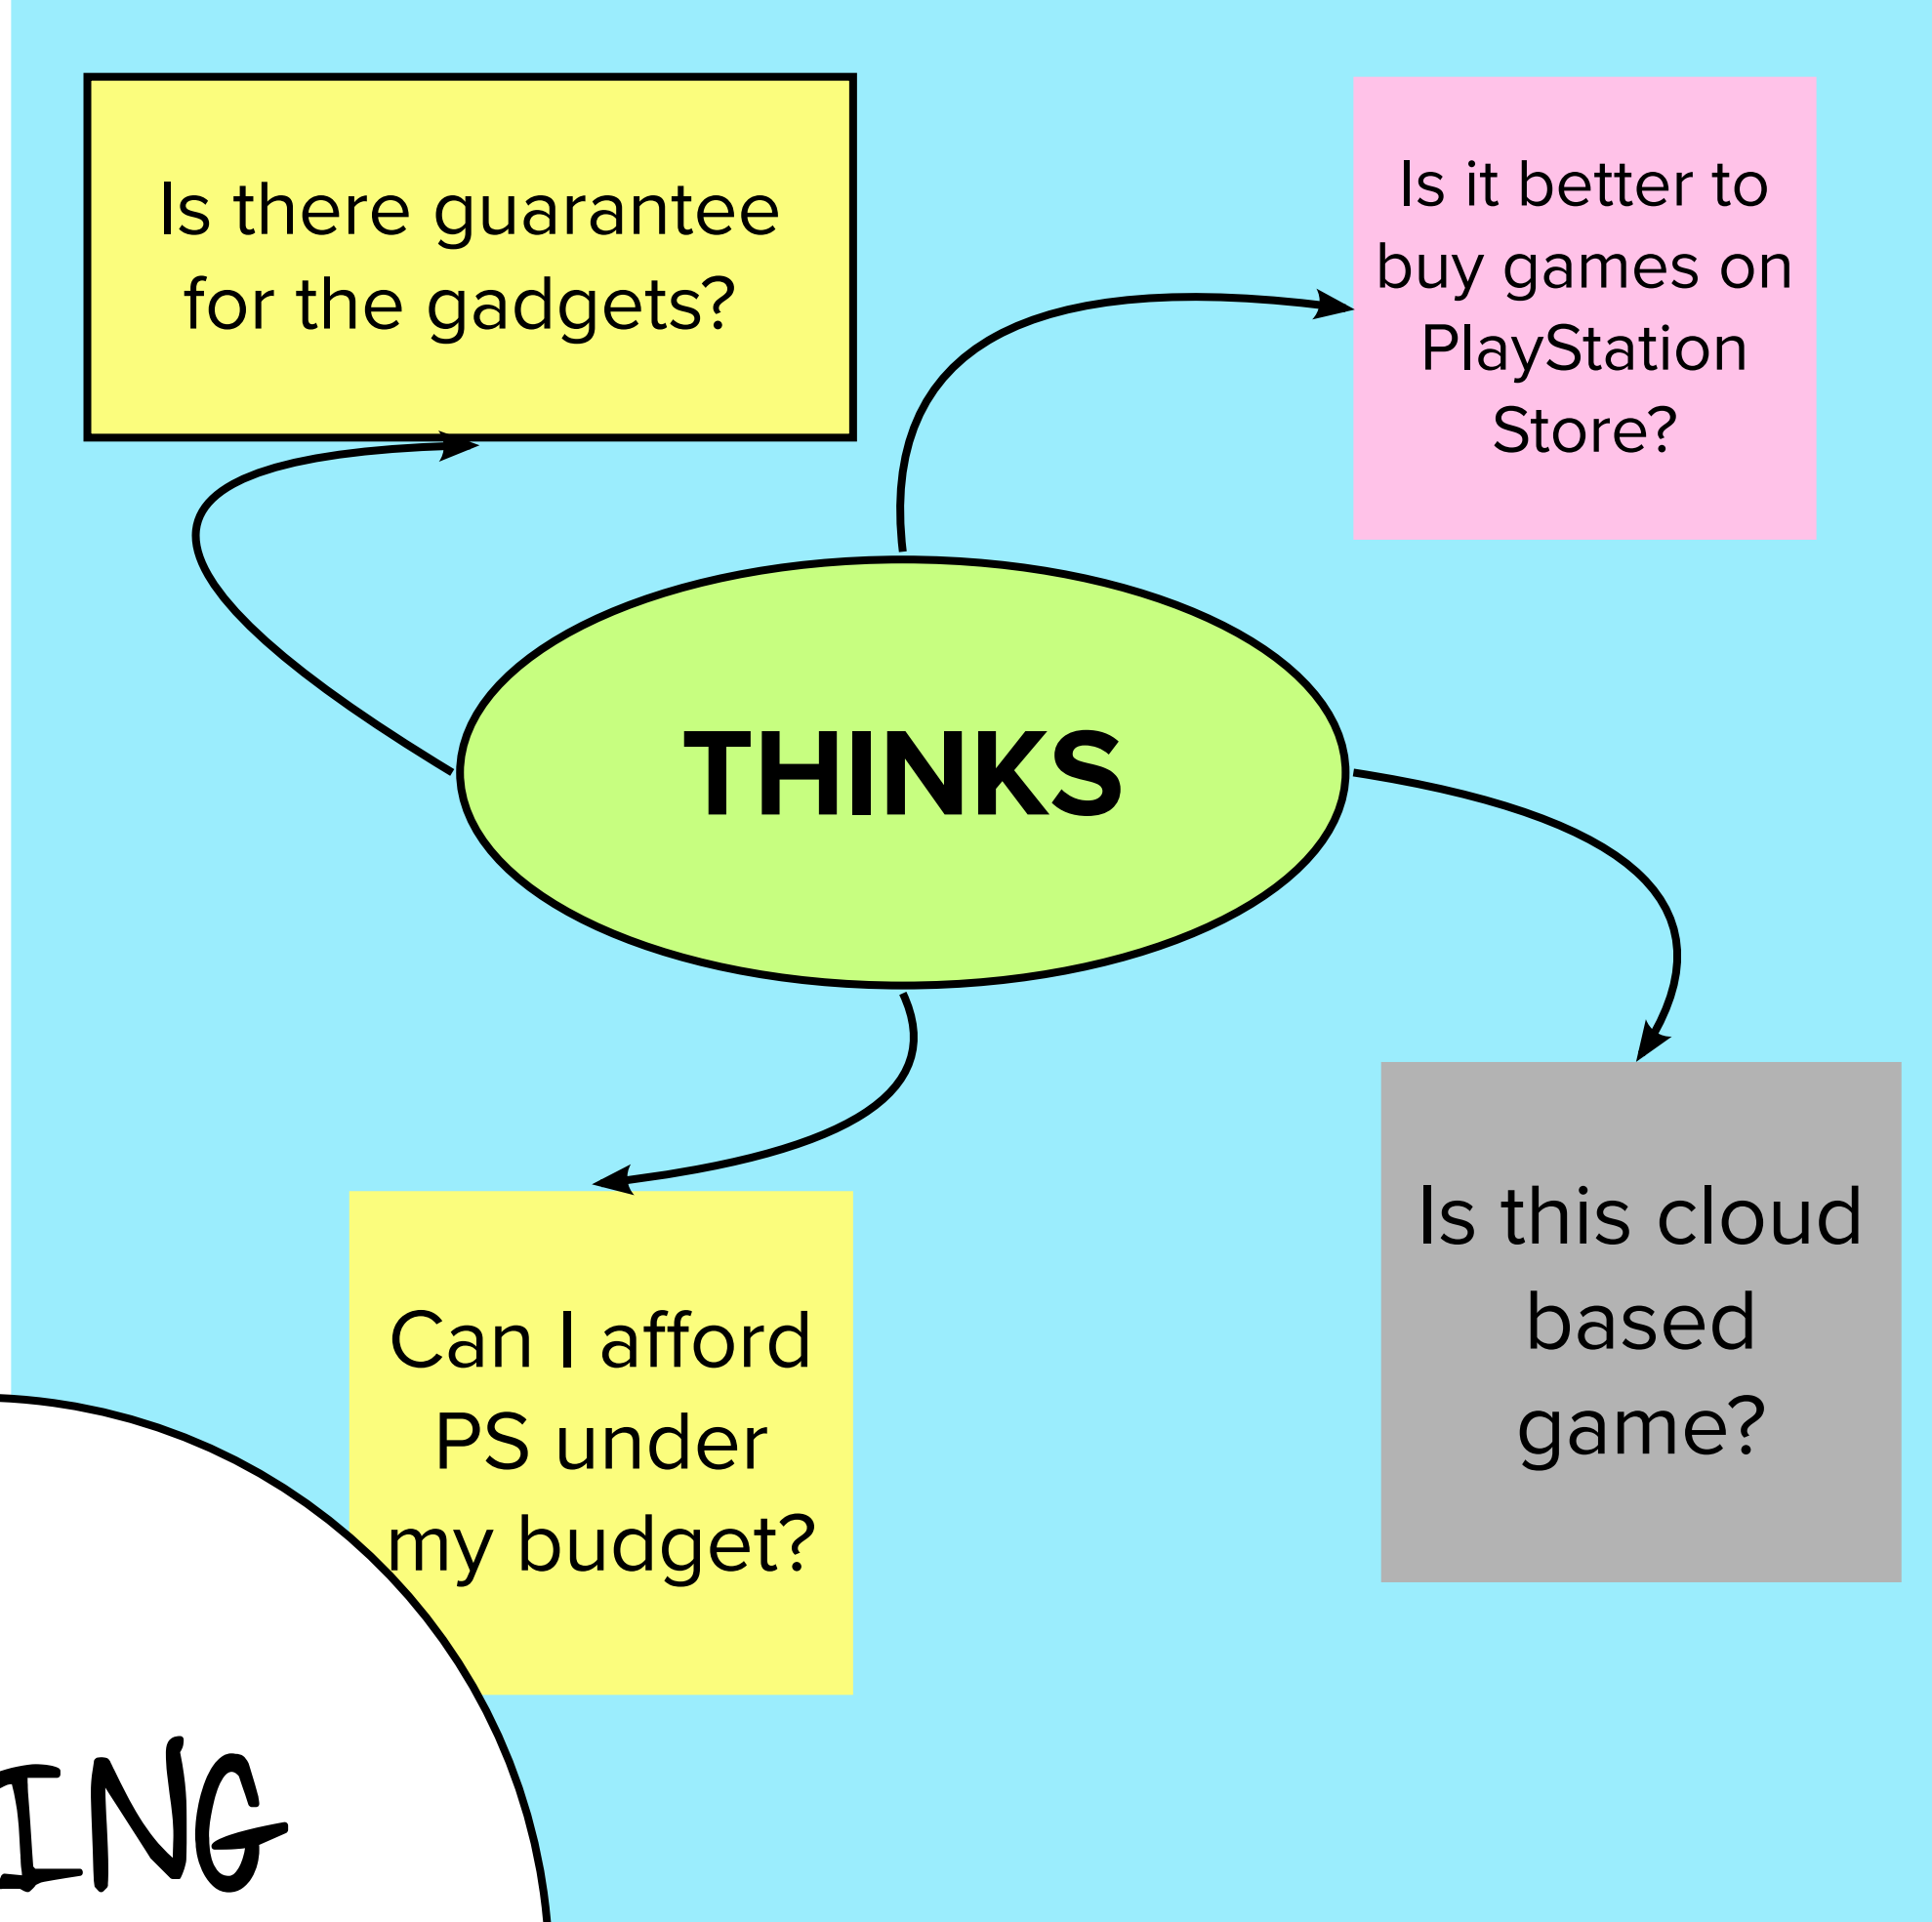 Is there guarantee
for the gadgets?
Is it better to
buy games on
PlayStation
Store?
THINKS
Can I afford
PS under
my budget?
Is this cloud
based
game?
ING